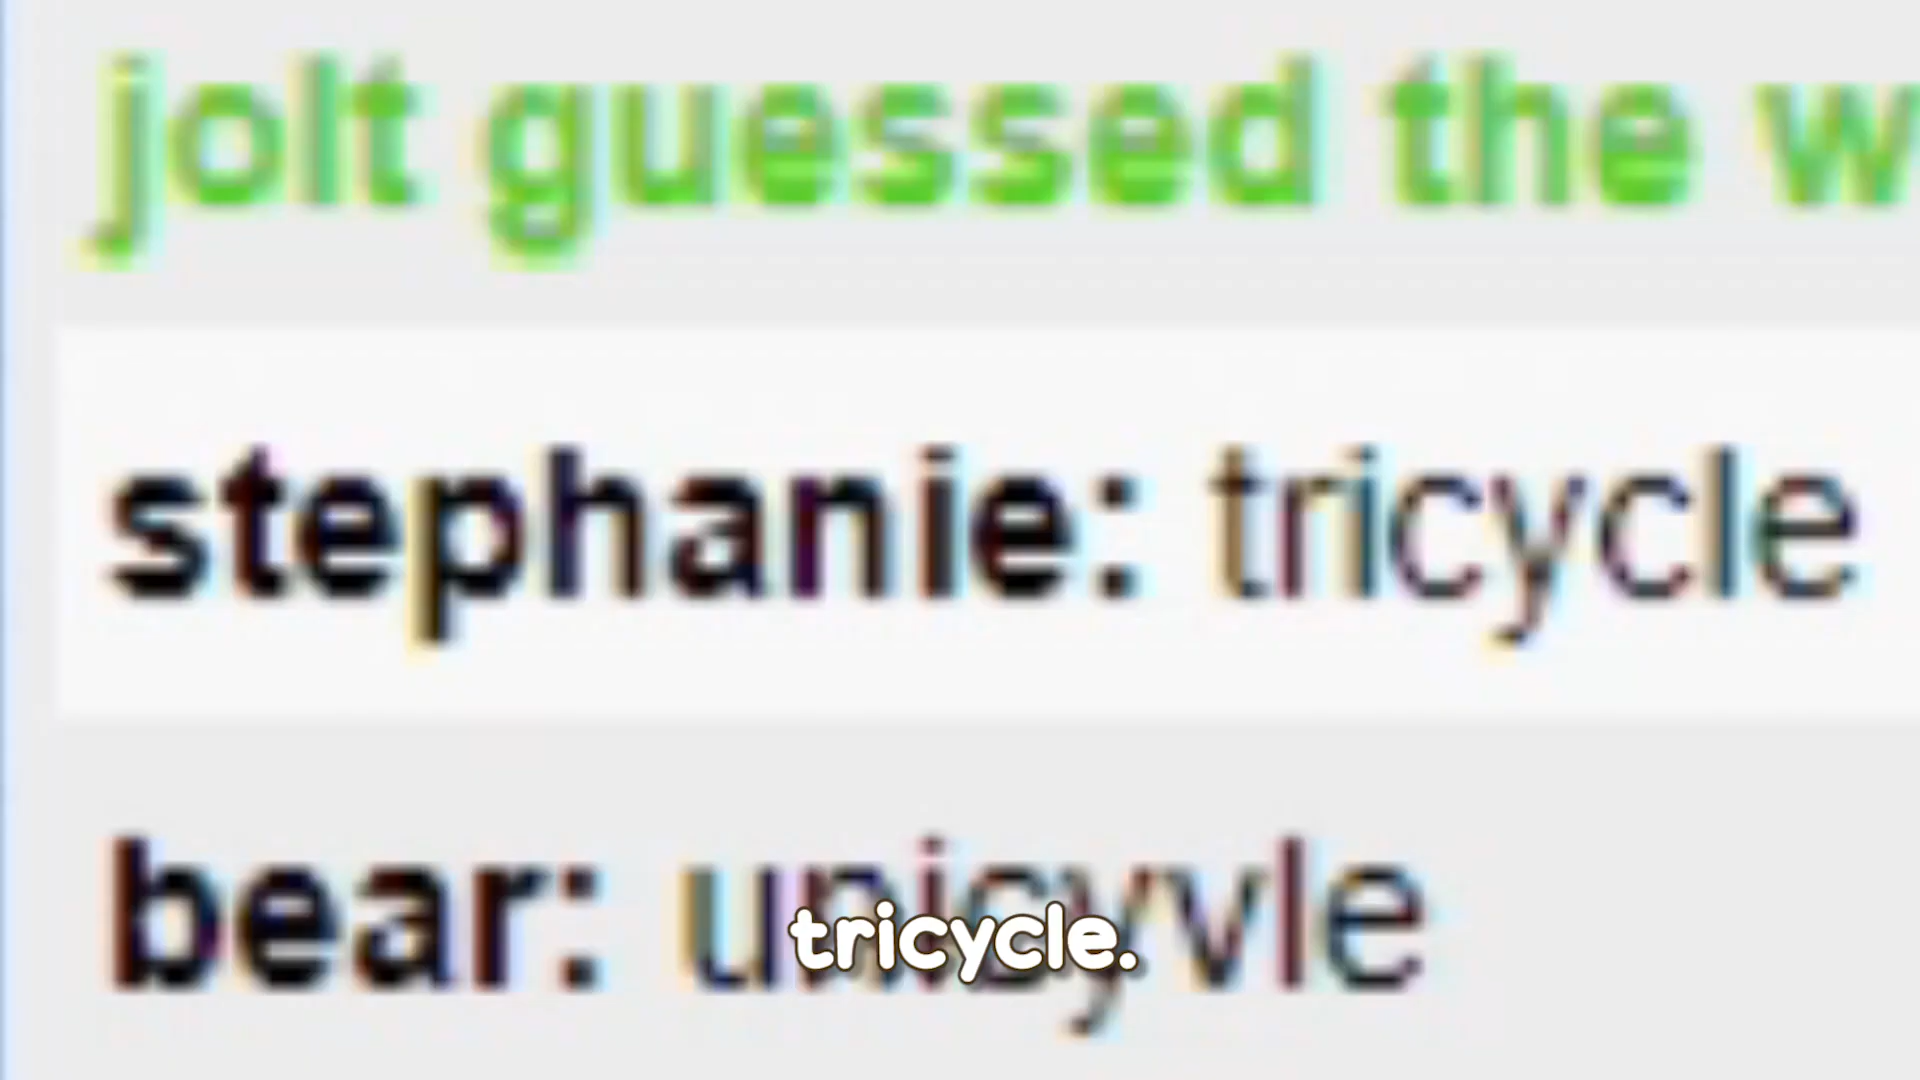 jolt guessed the w
stephanie: tricycle
bear: unicyvle
tricycle.